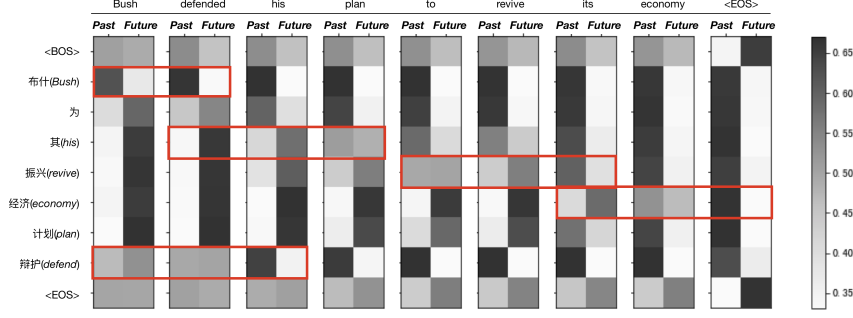 Bush defended his plan to revive its economy <EOS>
Past Future Past Future Past Future Past Future Past Future Past Future Past Future Past Future Past Future
<BOS>
布什(Bush)
为
其(his)
振兴(revive)
经济(economy)
计划(plan)
辩护(defend)
<EOS>
0.65
0.60
0.55
0.50
0.45
0.40
0.35